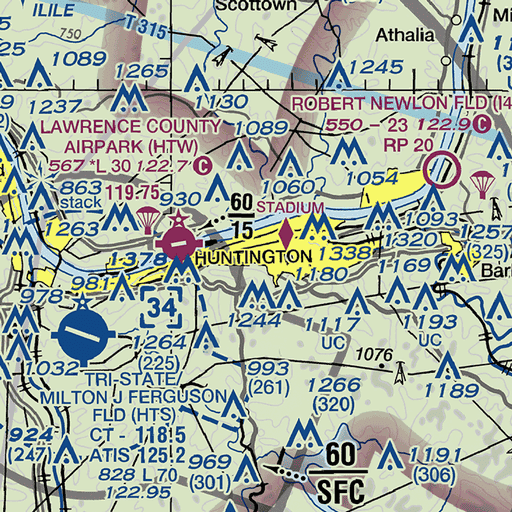 Scottown
ILILE
T 315
750
Athalia
1089
1265
1245
1237
1130
ROBERT NEWLON FLD (I4
550 - 23 122.9 C
RP 20
LAWRENCE COUNTY
AIRPARK (HTW)
567 *L 30 122.7 C
119.75
1089
863
stack
930
1060
1054
60
15
STADIUM
1093
1263
1320
1257
(325)
1378
HUNTINGTON
1338
1180
1169
978
981
34
1244
117
UC
1193
UC
1264
(225)
1032
993
(261)
1076
1189
TRI-STATE
MILTON J FERGUSON
FLD (HTS)
CT - 118.5
ATIS 125.2
828 L 70
122.95
1266
(320)
924
(247)
969
(301)
60
SFC
1191
(306)